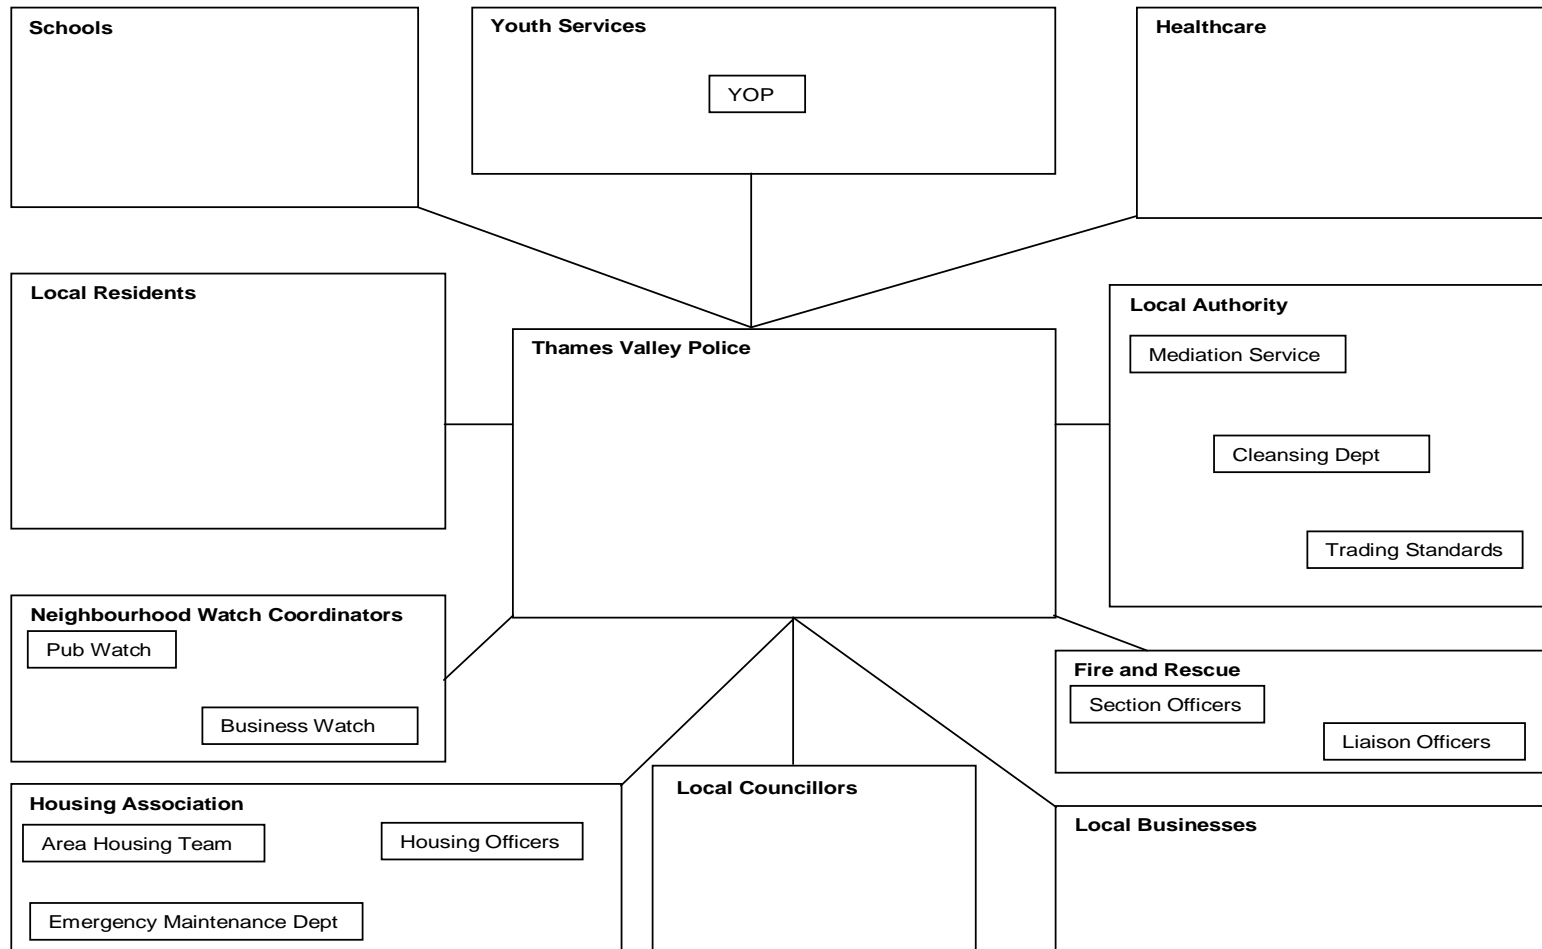 Schools
Youth Services
YOP
Healthcare
Local Residents
Thames Valley Police
Local Authority
Mediation Service
Cleansing Dept
Trading Standards
Neighbourhood Watch Coordinators
Pub Watch
Business Watch
Fire and Rescue
Section Officers
Liaison Officers
Housing Association
Area Housing Team
Housing Officers
Emergency Maintenance Dept
Local Councillors
Local Businesses